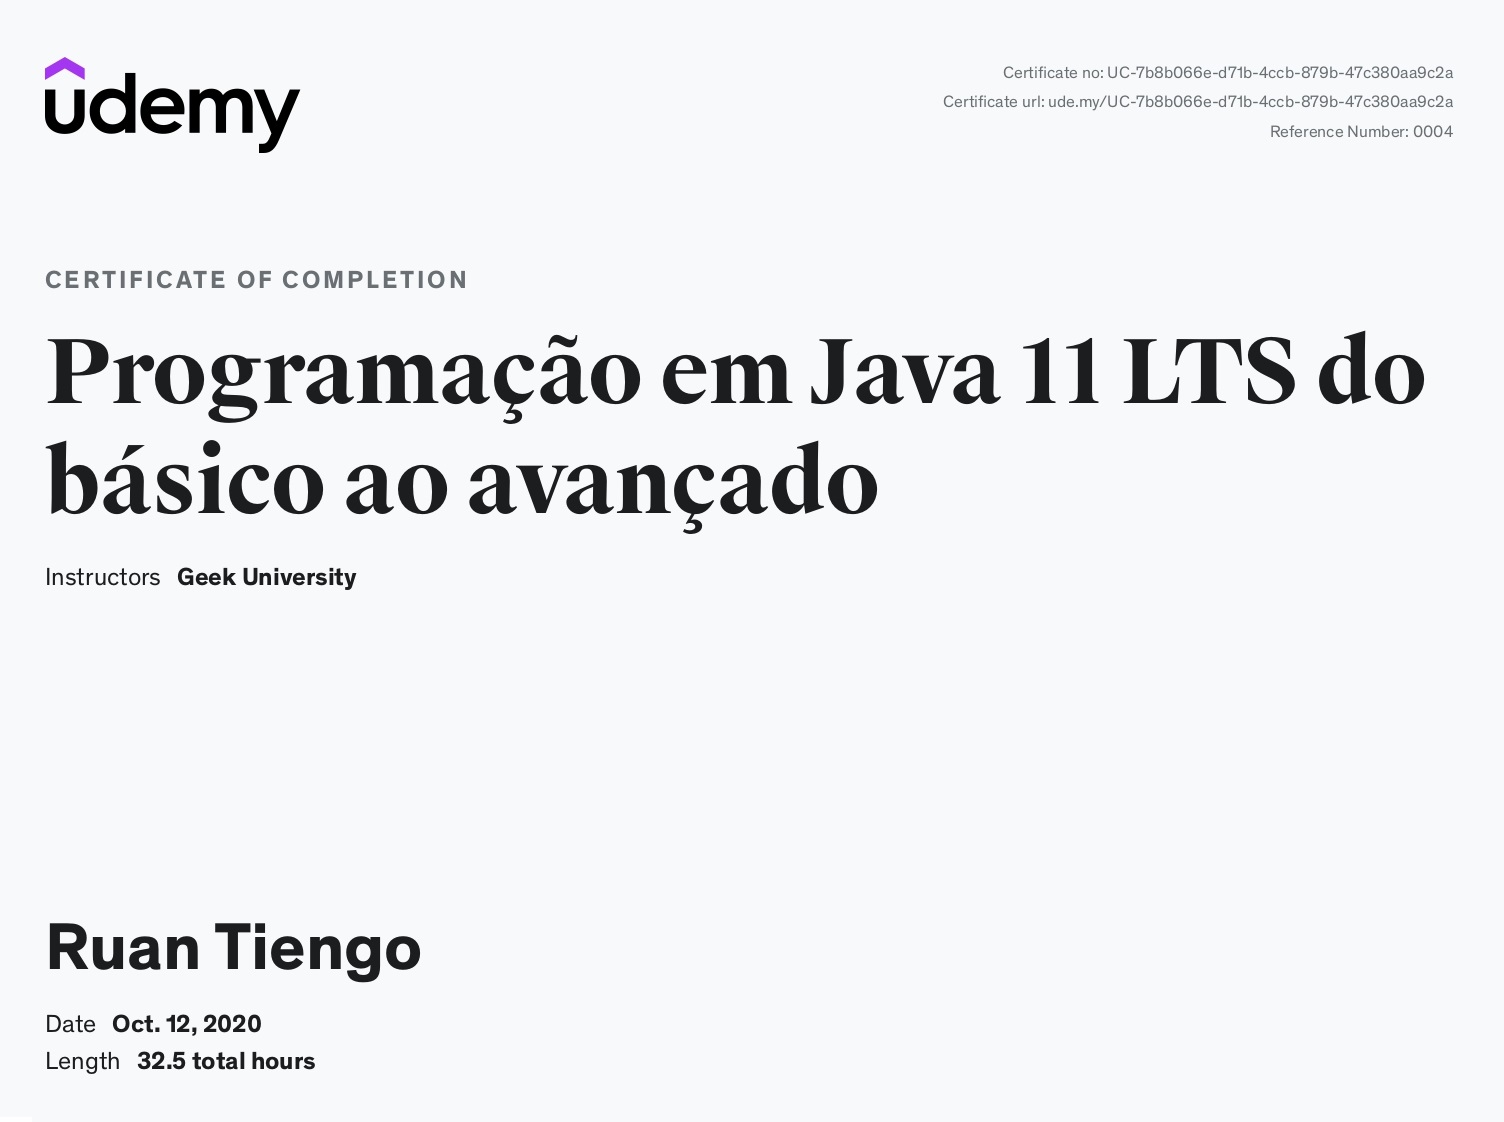 udemy
Certificate no: UC-7b8b066e-d71b-4ccb-879b-47c380aa9c2a
Certificate url: ude.my/UC-7b8b066e-d71b-4ccb-879b-47c380aa9c2a
Reference Number: 0004
CERTIFICATE OF COMPLETION
Programação em Java 11 LTS do
básico ao avançado
Instructors Geek University
Ruan Tiengo
Date Oct. 12, 2020
Length 32.5 total hours